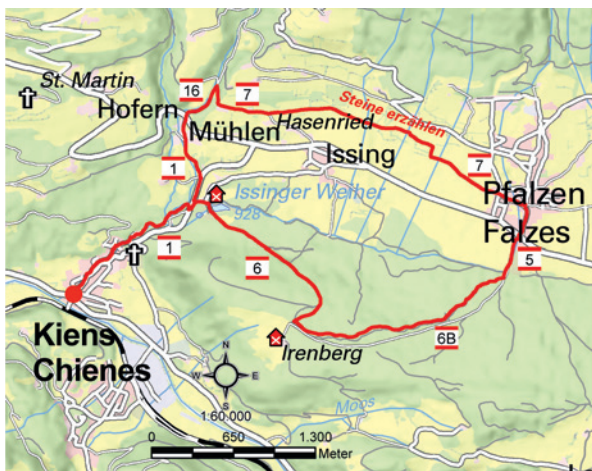 St. Martin
Hofern
16
7
Steine erzählen
Mühlen
Hasenried
Issing
1
7
Issinger Weiher
928
Pfalzen
Falzes
1
6
5
Kiens
Chienes
Irenberg
6B
N
W
E
S
1:60.000
Moos
0
650
1.300
Meter